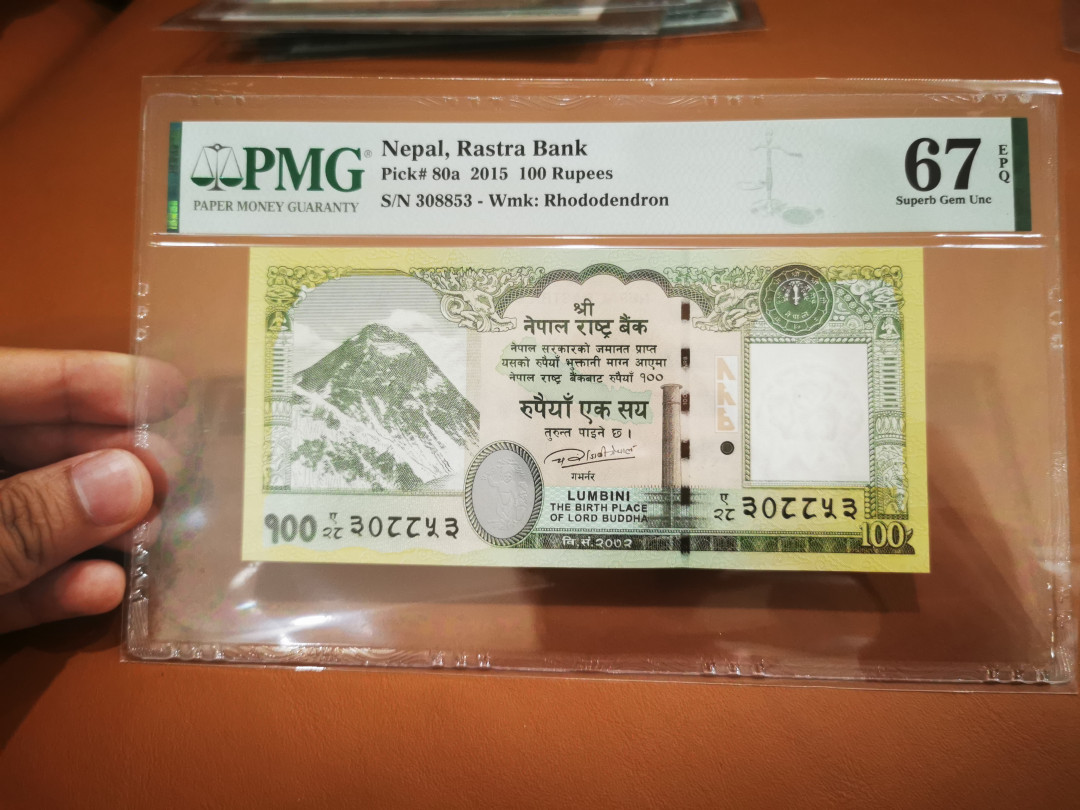 PMG®
PAPER MONEY GUARANTY
Nepal, Rastra Bank
Pick# 80a 2015 100 Rupees
S/N 308853 - Wmk: Rhododendron
67
EPQ
Superb Gem Unc
श्री
नेपाल राष्ट्र बैंक
नेपाल सरकारको जमानत प्राप्त
यसको रुपैयाँ भुक्तानी माग्न आएमा
नेपाल राष्ट्र बैंकबाट रुपैयाँ १००
रुपैयाँ एक सय
तुरुन्त पाइने छ ।
गभर्नर
LUMBINI
THE BIRTH PLACE
OF LORD BUDDHA
वि.सं.२०७२
१०० ए २८ ३०८८५३
ए २८ ३०८८५३
100